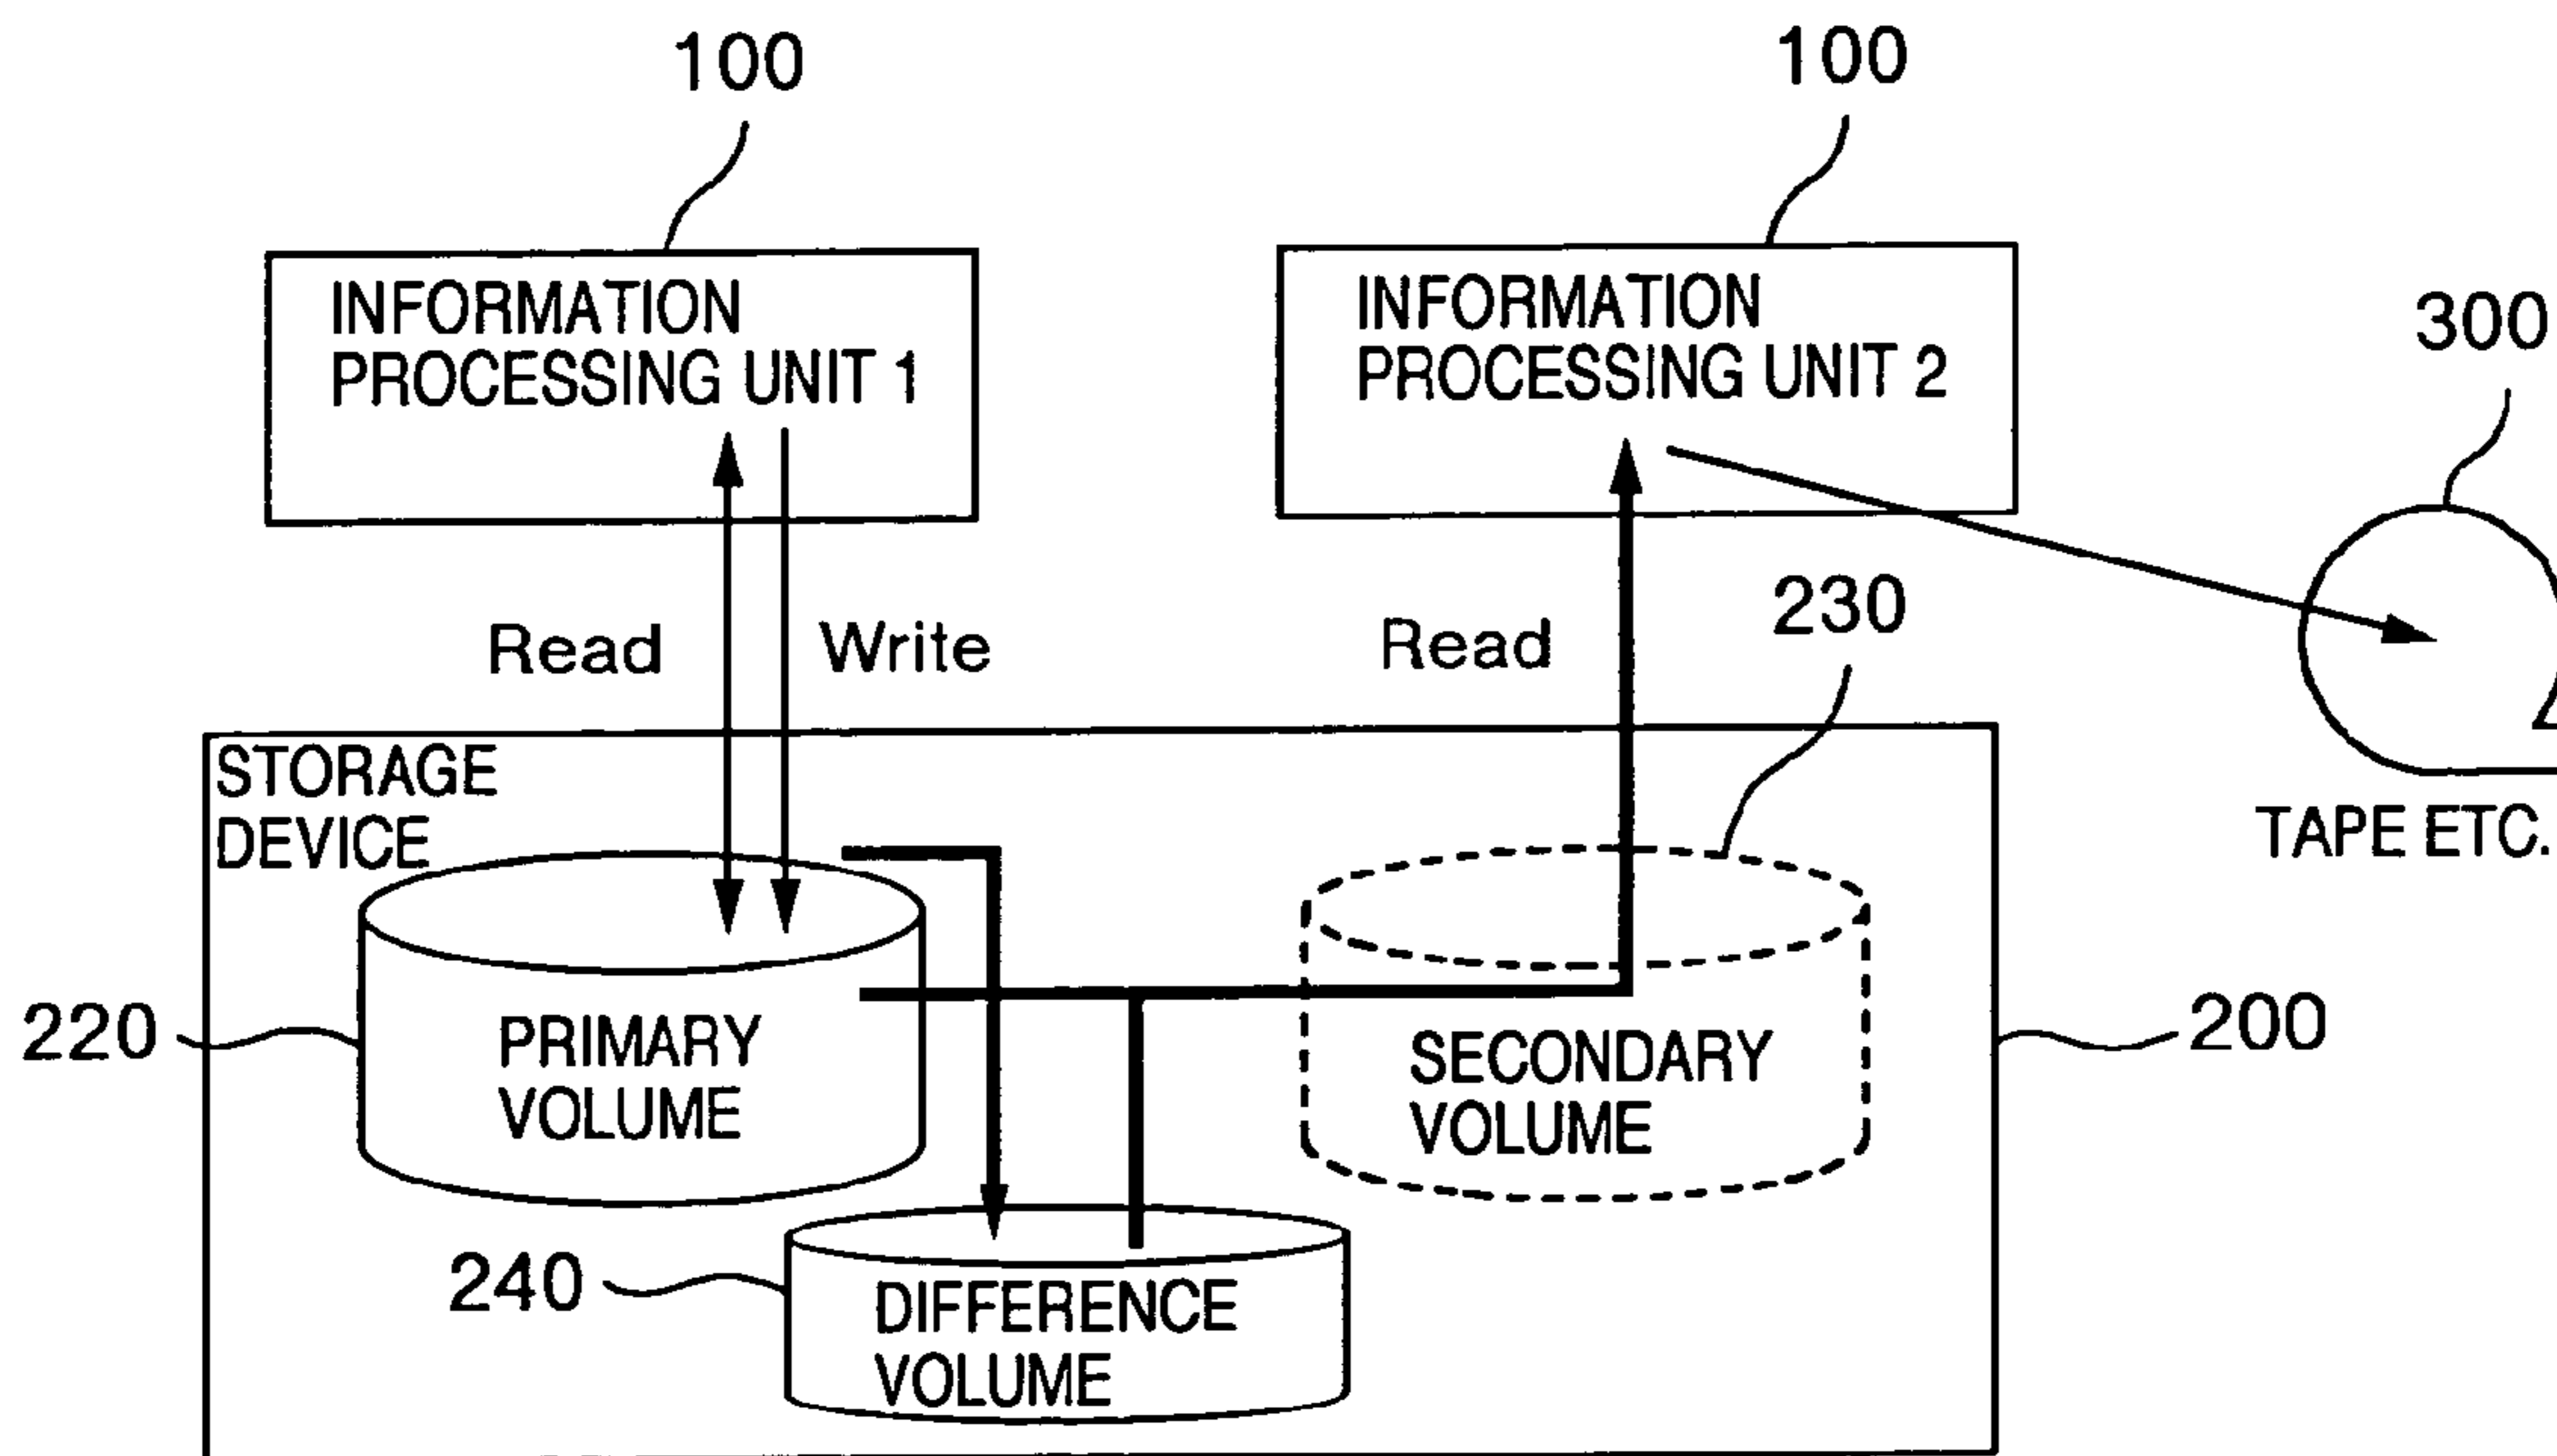 100
100
INFORMATION
PROCESSING UNIT 1
INFORMATION
PROCESSING UNIT 2
300
Read
Write
Read
230
STORAGE
DEVICE
TAPE ETC.
220
PRIMARY
VOLUME
SECONDARY
VOLUME
200
240
DIFFERENCE
VOLUME